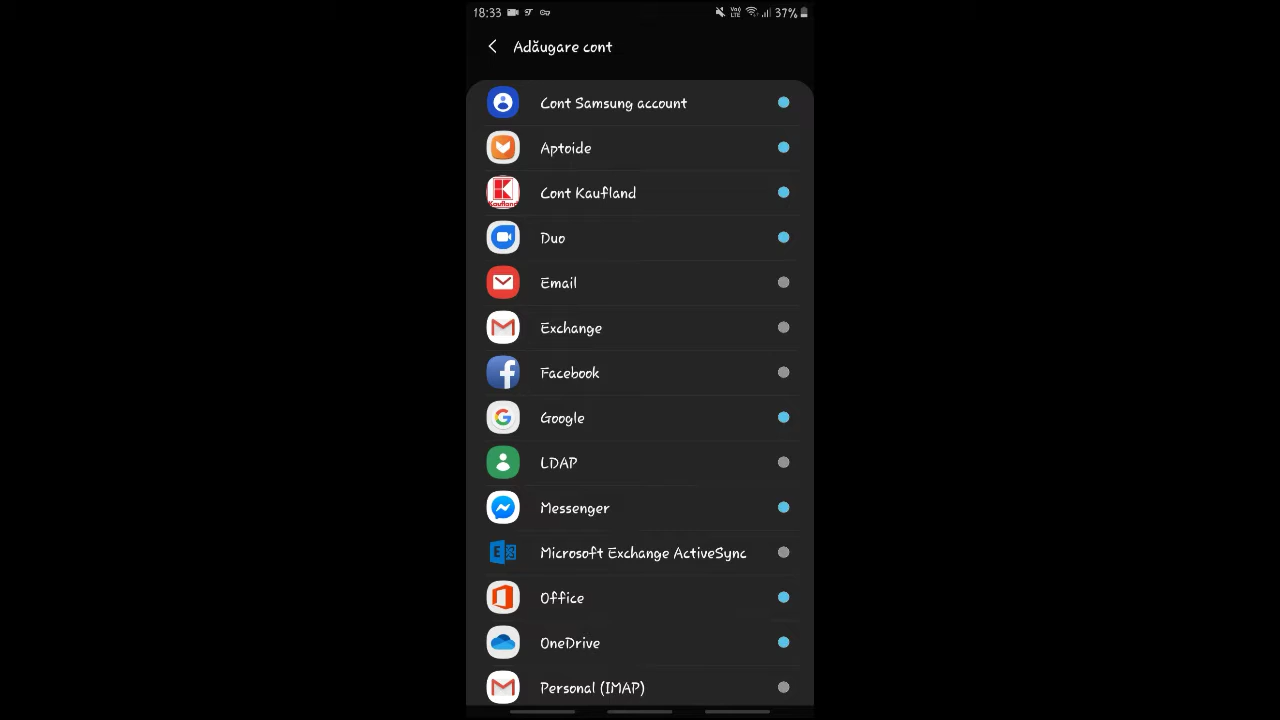 18:33 37%
Adăugare cont
Cont Samsung account
Aptoide
Cont Kaufland
Duo
Email
Exchange
Facebook
Google
LDAP
Messenger
Microsoft Exchange ActiveSync
Office
OneDrive
Personal (IMAP)